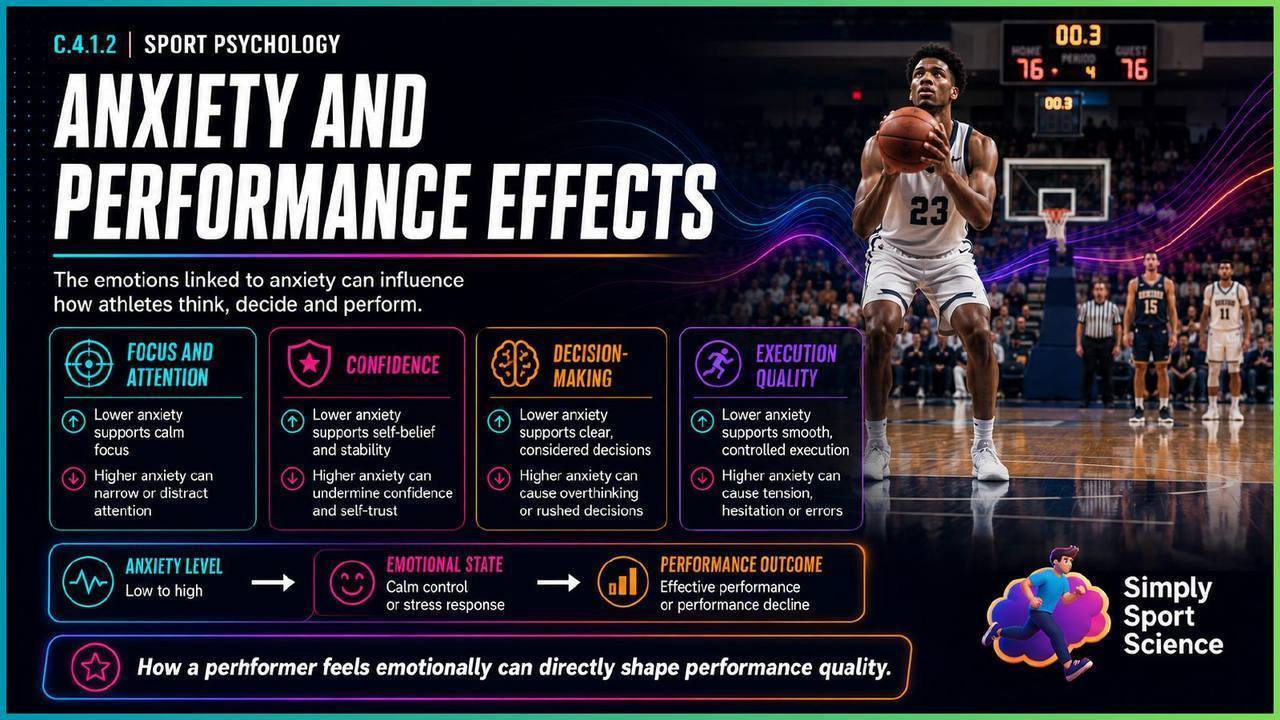 C.4.1.2 | SPORT PSYCHOLOGY
ANXIETY AND
PERFORMANCE EFFECTS
The emotions linked to anxiety can influence
how athletes think, decide and perform.
FOCUS AND
ATTENTION
Lower anxiety
supports calm
focus
Higher anxiety can
narrow or distract
attention
CONFIDENCE
Lower anxiety
supports self-belief
and stability
Higher anxiety can
undermine confidence
and self-trust
DECISION-
MAKING
Lower anxiety
supports clear,
considered decisions
Higher anxiety can
cause overthinking
or rushed decisions
EXECUTION
QUALITY
Lower anxiety
supports smooth,
controlled execution
Higher anxiety can
cause tension,
hesitation or errors
ANXIETY LEVEL
Low to high
EMOTIONAL STATE
Calm control
or stress response
PERFORMANCE OUTCOME
Effective performance
or performance decline
How a perhformer feels emotionally can directly shape performance quality.
00.3
HOME
GUEST
PERIOD
76
4
76
00.3
23
15
11
Simply
Sport
Science